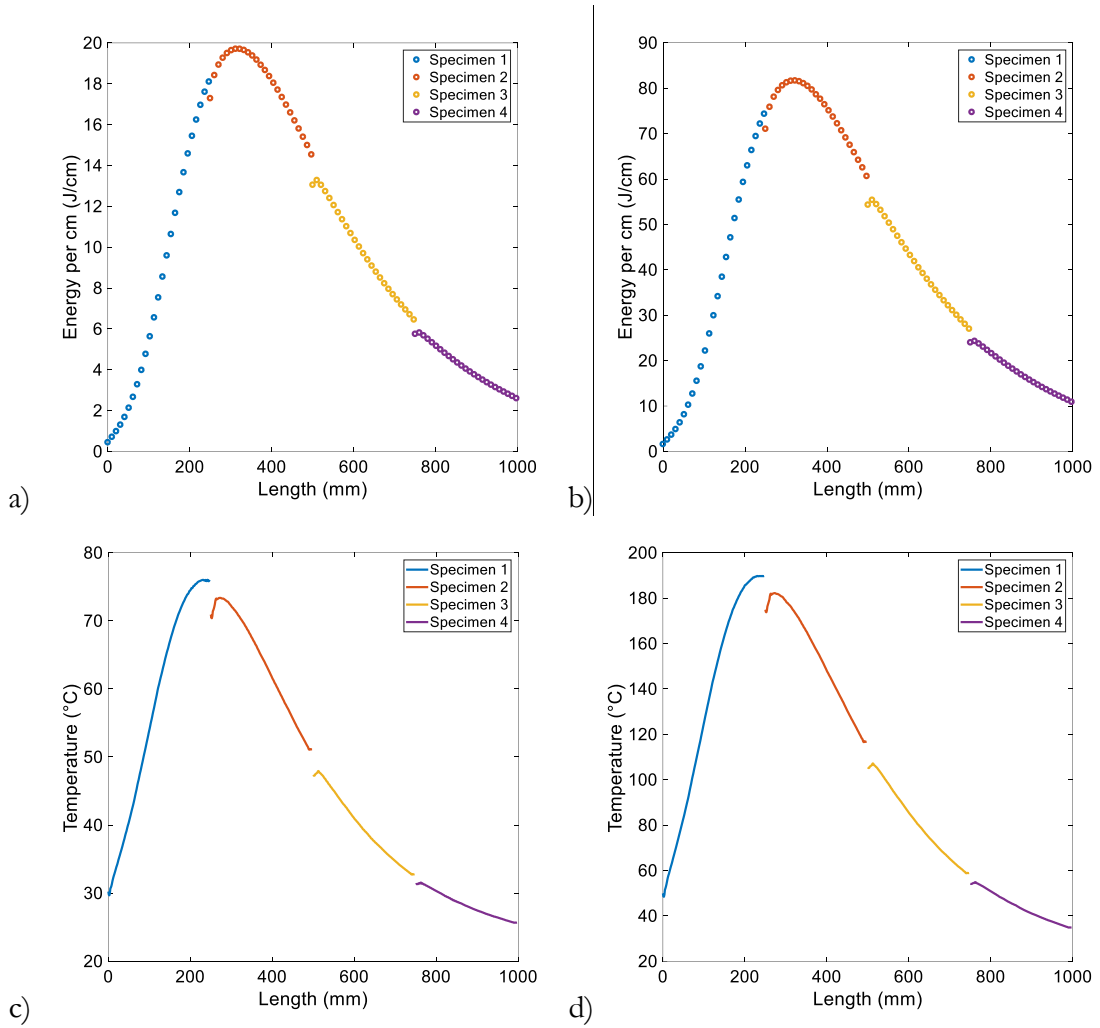 20
18
16
14
12
10
8
6
4
2
0
Energy per cm (J/cm)
0 200 400 600 800 1000
Length (mm)
Specimen 1
Specimen 2
Specimen 3
Specimen 4
a)
90
80
70
60
50
40
30
20
10
0
Energy per cm (J/cm)
0 200 400 600 800 1000
Length (mm)
Specimen 1
Specimen 2
Specimen 3
Specimen 4
b)
80
70
60
50
40
30
20
Temperature (°C)
0 200 400 600 800 1000
Length (mm)
Specimen 1
Specimen 2
Specimen 3
Specimen 4
c)
200
180
160
140
120
100
80
60
40
20
Temperature (°C)
0 200 400 600 800 1000
Length (mm)
Specimen 1
Specimen 2
Specimen 3
Specimen 4
d)